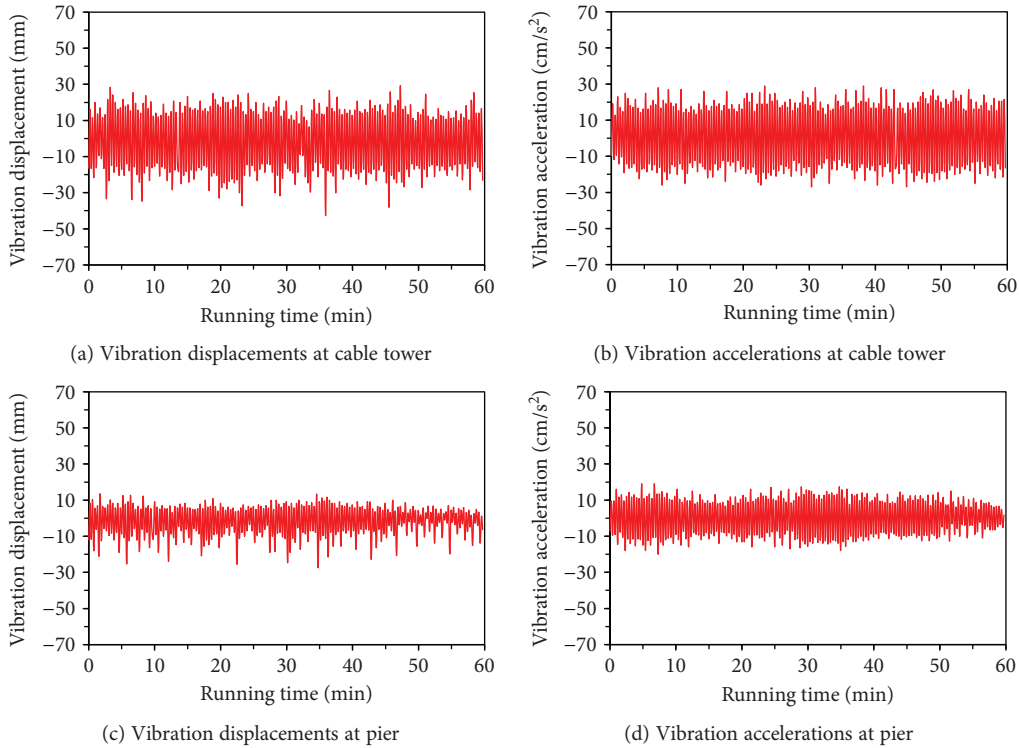 Vibration displacement (mm)
70
50
30
10
−10
−30
−50
−70
0 10 20 30 40 50 60
Running time (min)
(a) Vibration displacements at cable tower
Vibration acceleration (cm/s²)
70
50
30
10
−10
−30
−50
−70
0 10 20 30 40 50 60
Running time (min)
(b) Vibration accelerations at cable tower
Vibration displacement (mm)
70
50
30
10
−10
−30
−50
−70
0 10 20 30 40 50 60
Running time (min)
(c) Vibration displacements at pier
Vibration acceleration (cm/s²)
70
50
30
10
−10
−30
−50
−70
0 10 20 30 40 50 60
Running time (min)
(d) Vibration accelerations at pier